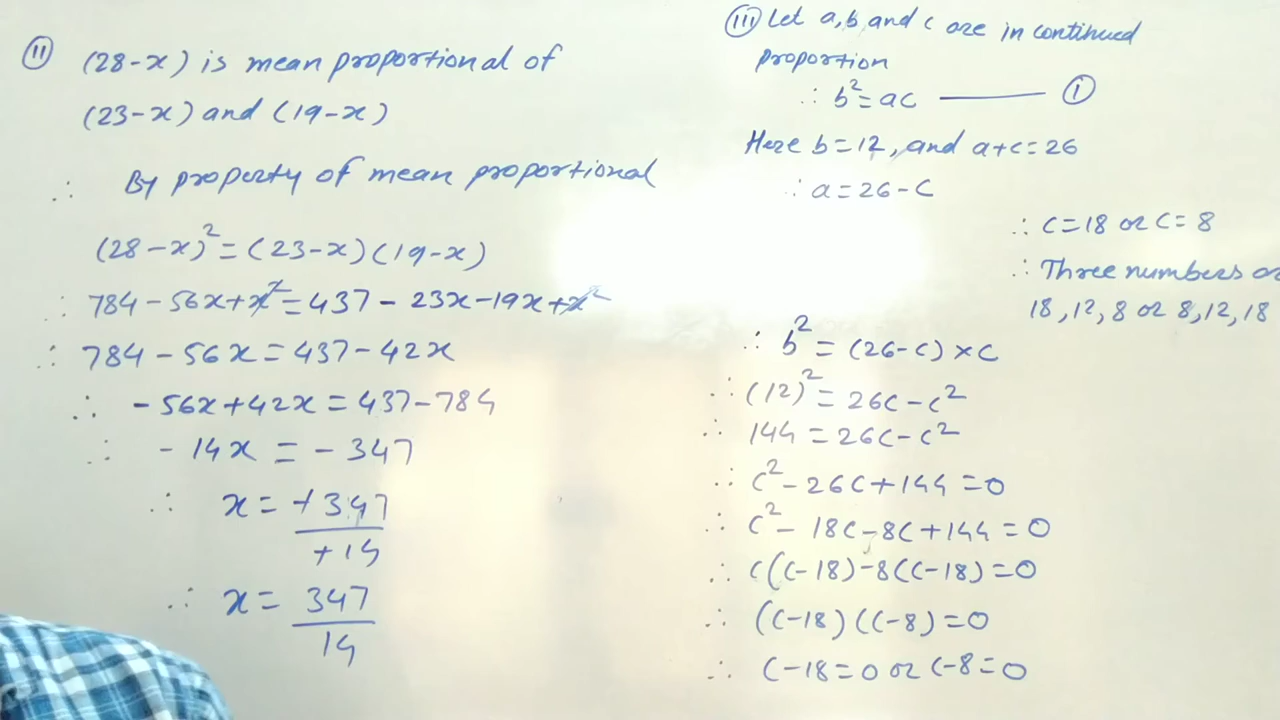 (ii) (28-x) is mean proportional of
(23-x) and (19-x)
∴ By property of mean proportional
(28-x)²=(23-x)(19-x)
∴ 784-56x+x²=437-23x-19x+x²
∴ 784-56x=437-42x
∴ -56x+42x=437-784
∴ -14x=-347
∴ x=+347/+14
∴ x=347/14
(iii) Let a,b and c are in continued
proportion
∴ b²=ac —— (1)
Here b=12, and a+c=26
∴ a=26-c
∴ c=18 or c=8
∴ Three numbers
18,12,8 or 8,12,18
∴ b²=(26-c)×c
∴ (12)²=26c-c²
∴ 144=26c-c²
∴ c²-26c+144=0
∴ c²-18c-8c+144=0
∴ c(c-18)-8(c-18)=0
∴ (c-18)(c-8)=0
∴ c-18=0 or c-8=0